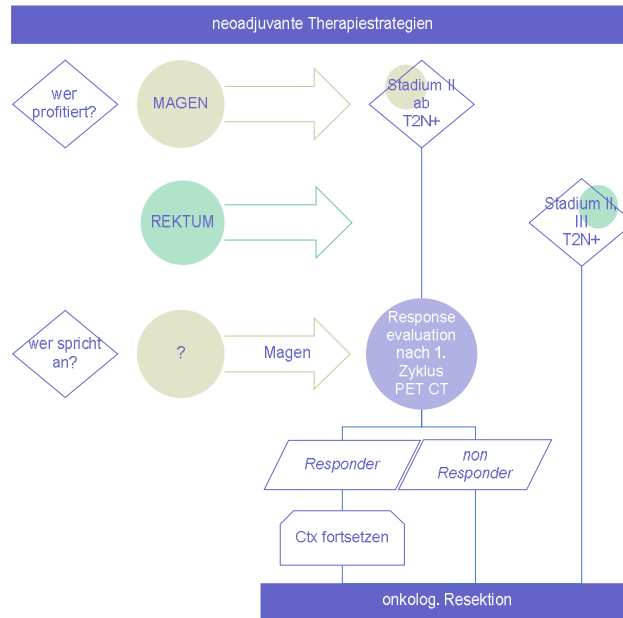 neoadjuvante Therapiestrategien
wer
profitiert?
MAGEN
Stadium II
ab
T2N+
REKTUM
Stadium II,
III
T2N+
wer spricht
an?
?
Magen
Response
evaluation
nach 1.
Zyklus
PET CT
Responder
non
Responder
Ctx fortsetzen
onkolog. Resektion